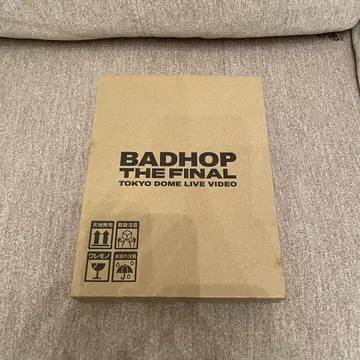 BADHOP
THE FINAL
TOKYO DOME LIVE VIDEO
天地無用
取扱注意
ワレモノ
水濡れ注意